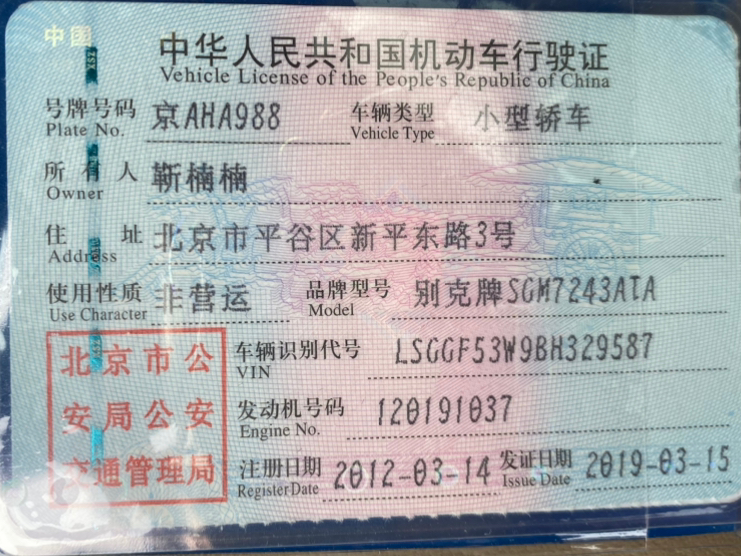 中国
中华人民共和国机动车行驶证
Vehicle License of the People's Republic of China
号牌号码 京AHA988 车辆类型 小型轿车
Plate No. Vehicle Type
所有人 靳楠楠
Owner
住址 北京市平谷区新平东路3号
Address
使用性质 非营运 品牌型号 别克牌SGM7243ATA
Use Character Model
北京市公 车辆识别代号 LSGGF53W9BH329587
VIN
安局公安 发动机号码 120191037
Engine No.
交通管理局 注册日期 2012-03-14 发证日期 2019-03-15
Register Date Issue Date